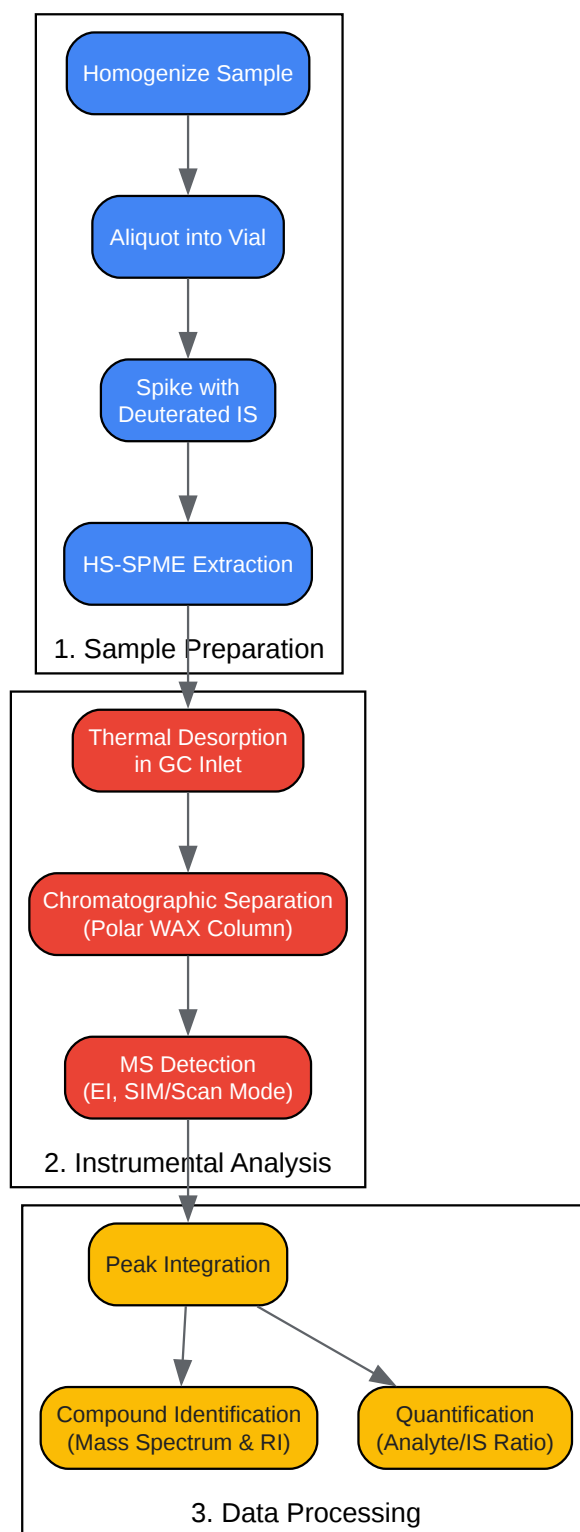 Homogenize Sample
Aliquot into Vial
Spike with
Deuterated IS
HS-SPME Extraction
1. Sample Preparation
Thermal Desorption
in GC Inlet
Chromatographic Separation
(Polar WAX Column)
MS Detection
(EI, SIM/Scan Mode)
2. Instrumental Analysis
Peak Integration
Compound Identification
(Mass Spectrum & RI)
Quantification
(Analyte/IS Ratio)
3. Data Processing